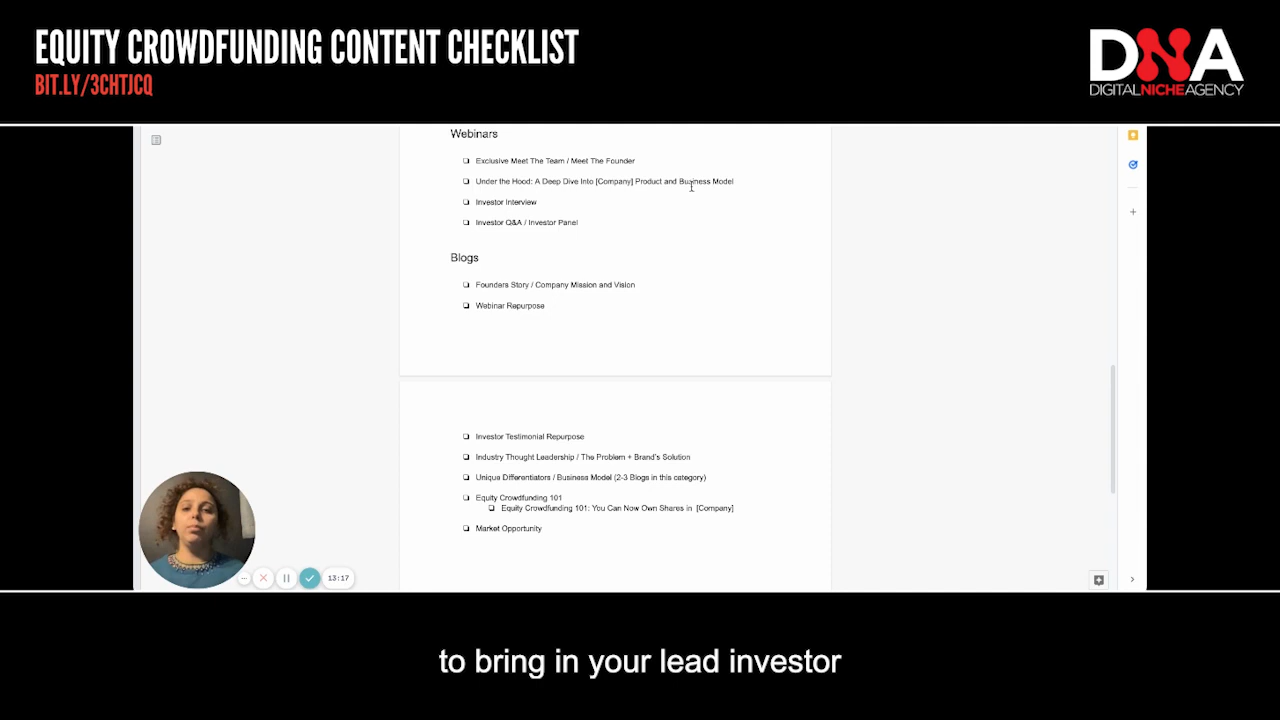 EQUITY CROWDFUNDING CONTENT CHECKLIST
BIT.LY/3CHTJCQ
DNA
DIGITALNICHEAGENCY
Webinars
Exclusive Meet The Team / Meet The Founder
Under the Hood: A Deep Dive Into [Company] Product and Business Model
Investor Interview
Investor Q&A / Investor Panel
Blogs
Founders Story / Company Mission and Vision
Webinar Repurpose
Investor Testimonial Repurpose
Industry Thought Leadership / The Problem + Brand's Solution
Unique Differentiators / Business Model (2-3 Blogs in this category)
Equity Crowdfunding 101
Equity Crowdfunding 101: You Can Now Own Shares in [Company]
Market Opportunity
13:17
to bring in your lead investor